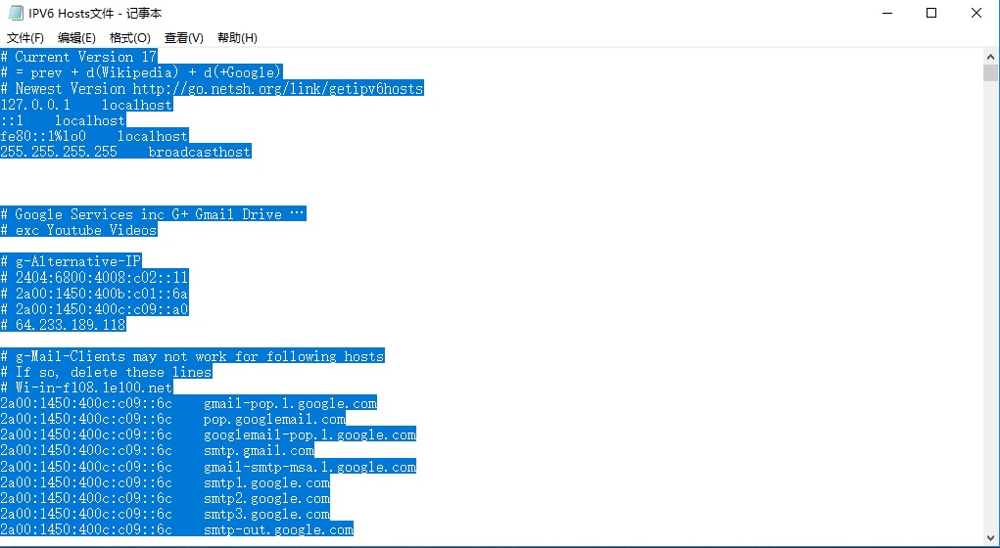 IPV6 Hosts文件 - 记事本
文件(F) 编辑(E) 格式(O) 查看(V) 帮助(H)
# Current Version 17
# = prev + d(Wikipedia) + d(+Google)
# Newest Version http://go.netsh.org/link/getipv6hosts
127.0.0.1    localhost
::1    localhost
fe80::1%lo0    localhost
255.255.255.255    broadcasthost
# Google Services inc G+ Gmail Drive …
# exc Youtube Videos
# g-Alternative-IP
# 2404:6800:4008:c02::11
# 2a00:1450:400b:c01::6a
# 2a00:1450:400c:c09::a0
# 64.233.189.118
# g-Mail-Clients may not work for following hosts
# If so, delete these lines
# Wi-in-f108.1e100.net
2a00:1450:400c:c09::6c    gmail-pop.l.google.com
2a00:1450:400c:c09::6c    pop.googlemail.com
2a00:1450:400c:c09::6c    googlemail-pop.l.google.com
2a00:1450:400c:c09::6c    smtp.gmail.com
2a00:1450:400c:c09::6c    gmail-smtp-msa.l.google.com
2a00:1450:400c:c09::6c    smtp1.google.com
2a00:1450:400c:c09::6c    smtp2.google.com
2a00:1450:400c:c09::6c    smtp3.google.com
2a00:1450:400c:c09::6c    smtp-out.google.com